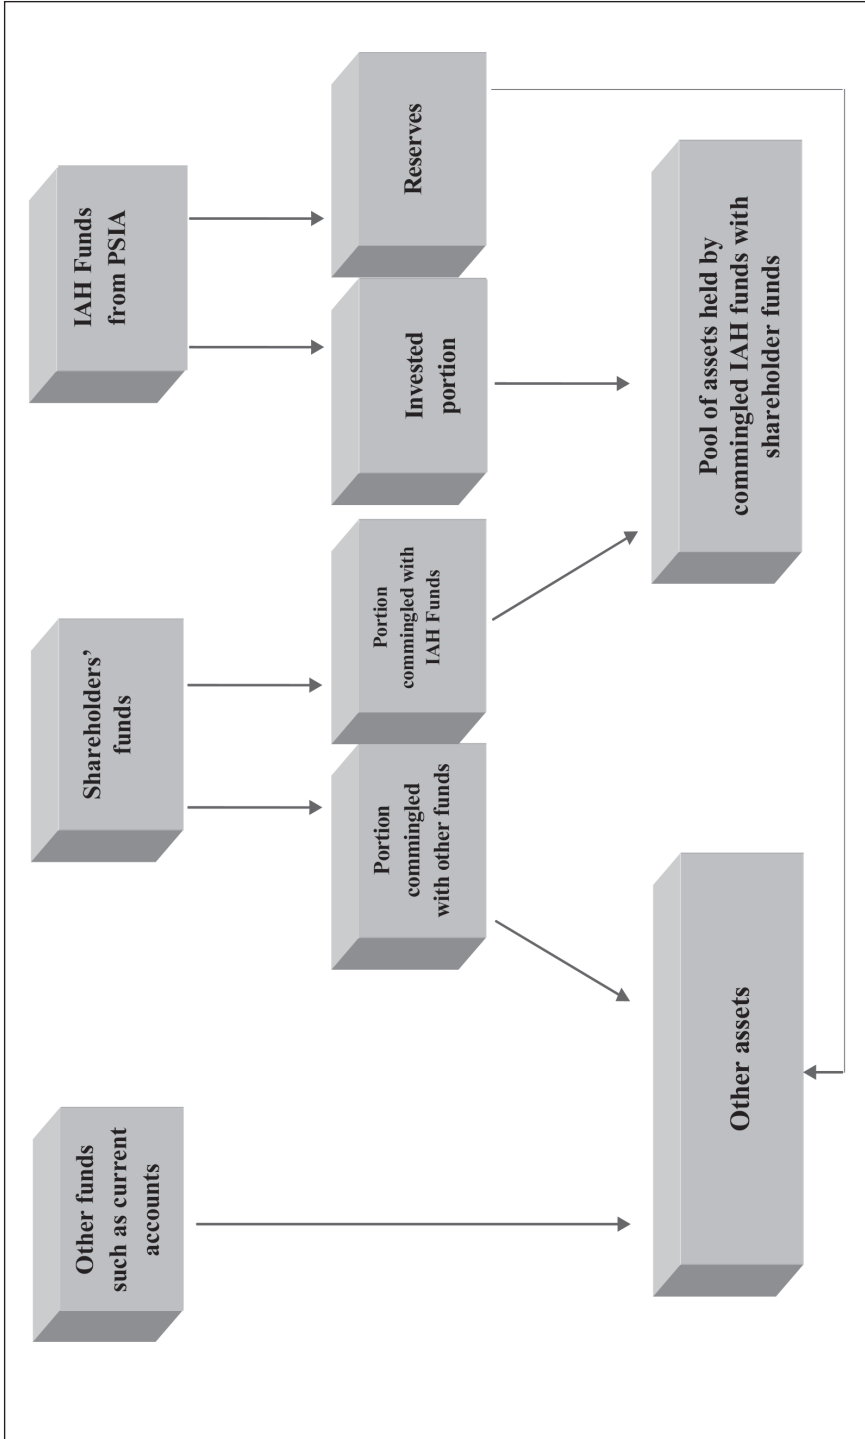 Other funds
such as current
accounts
Shareholders’
funds
IAH Funds
from PSIA
Portion
commingled
with other funds
Portion
commingled with
IAH Funds
Invested
portion
Reserves
Other assets
Pool of assets held by
commingled IAH funds with
shareholder funds